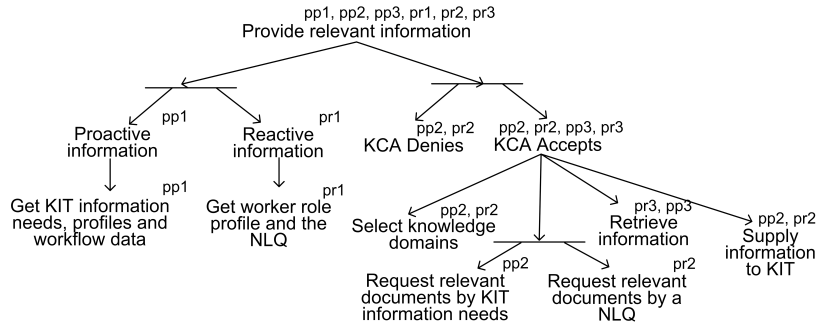 pp1, pp2, pp3, pr1, pr2, pr3
Provide relevant information
pp1
Proactive
information
pr1
Reactive
information
pp2, pr2
KCA Denies
pp2, pr2, pp3, pr3
KCA Accepts
pp1
Get KIT information
needs, profiles and
workflow data
pr1
Get worker role
profile and the
NLQ
pp2, pr2
Select knowledge
domains
pr3, pp3
Retrieve
information
pp2, pr2
Supply
information
to KIT
pp2
Request relevant
documents by KIT
information needs
pr2
Request relevant
documents by a
NLQ